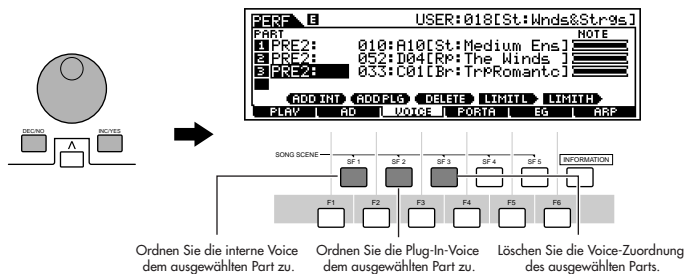 PERF E USER:018[St:Wnds&Strgs]
PART NOTE
1 PRE2: 010:A10[St:Medium Ens]
2 PRE2: 052:D04[Rp:The Winds ]
3 PRE2: 033:C01[Br:TrpRomantc]
ADD INT ADD PLG DELETE LIMITL LIMITH
PLAY AD VOICE PORTA EG ARP
DEC/NO INC/YES
SONG SCENE SF 1 SF 2 SF 3 SF 4 SF 5 INFORMATION
F1 F2 F3 F4 F5 F6
Ordnen Sie die interne Voice
dem ausgewählten Part zu.
Ordnen Sie die Plug-In-Voice
dem ausgewählten Part zu.
Löschen Sie die Voice-Zuordnung
des ausgewählten Parts.